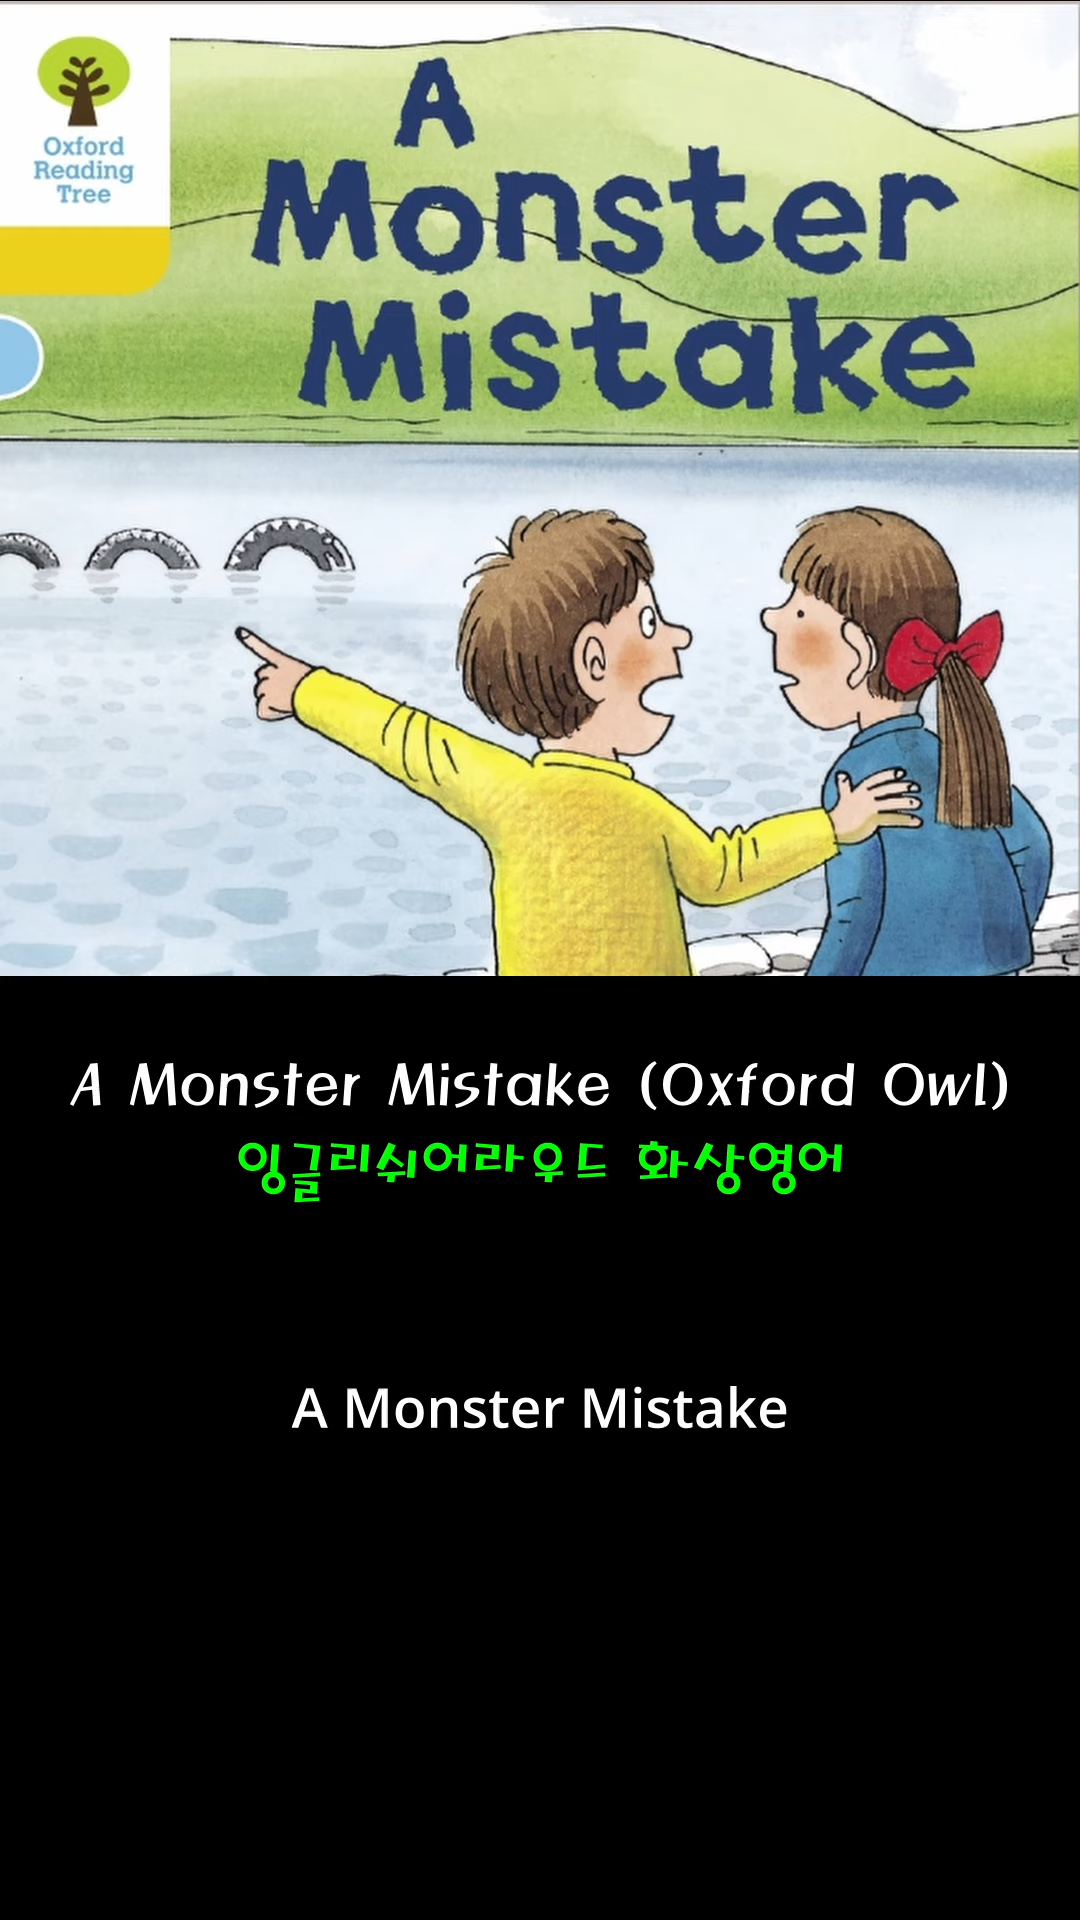 Oxford
Reading
Tree
A
Monster
Mistake
A Monster Mistake (Oxford Owl)
잉글리쉬어라우드 화상영어
A Monster Mistake